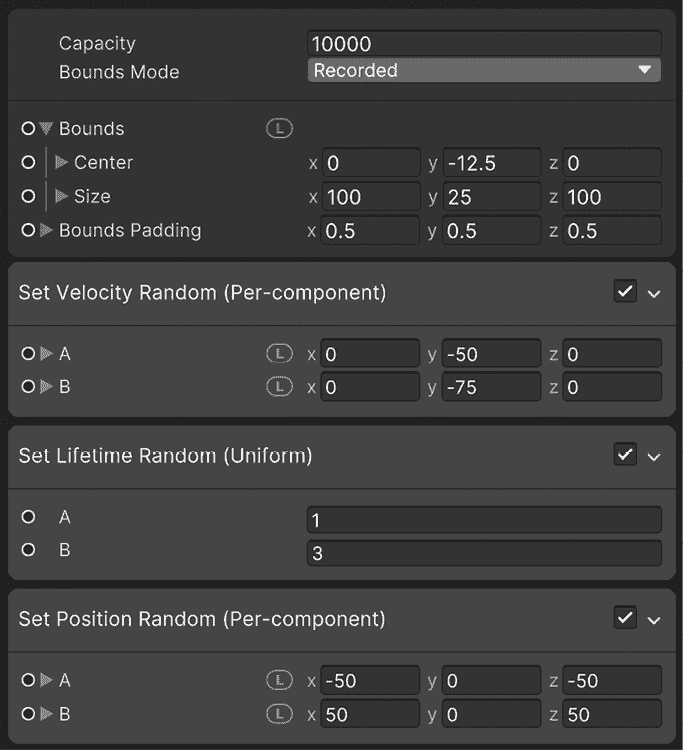 Capacity 10000
Bounds Mode Recorded
Bounds L
Center x 0 y -12.5 z 0
Size x 100 y 25 z 100
Bounds Padding x 0.5 y 0.5 z 0.5
Set Velocity Random (Per-component)
A L x 0 y -50 z 0
B L x 0 y -75 z 0
Set Lifetime Random (Uniform)
A 1
B 3
Set Position Random (Per-component)
A L x -50 y 0 z -50
B L x 50 y 0 z 50